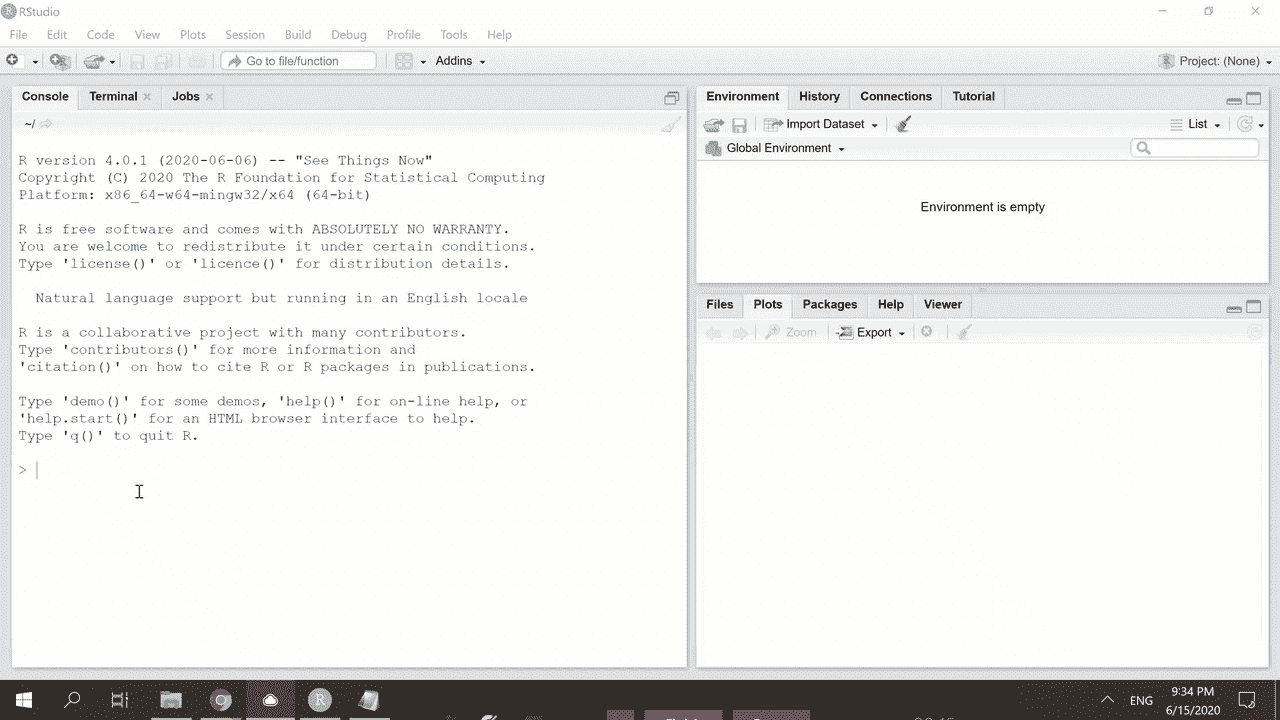 RStudio
File Edit Code View Plots Session Build Debug Profile Tools Help
Go to file/function Addins Project: (None)
Console Terminal Jobs
~/
R version 4.0.1 (2020-06-06) -- "See Things Now"
Copyright (C) 2020 The R Foundation for Statistical Computing
Platform: x86_64-w64-mingw32/x64 (64-bit)
R is free software and comes with ABSOLUTELY NO WARRANTY.
You are welcome to redistribute it under certain conditions.
Type 'license()' or 'licence()' for distribution details.
Natural language support but running in an English locale
R is a collaborative project with many contributors.
Type 'contributors()' for more information and
'citation()' on how to cite R or R packages in publications.
Type 'demo()' for some demos, 'help()' for on-line help, or
'help.start()' for an HTML browser interface to help.
Type 'q()' to quit R.
>
Environment History Connections Tutorial
Import Dataset List
Global Environment
Environment is empty
Files Plots Packages Help Viewer
Zoom Export
ENG
9:34 PM
6/15/2020